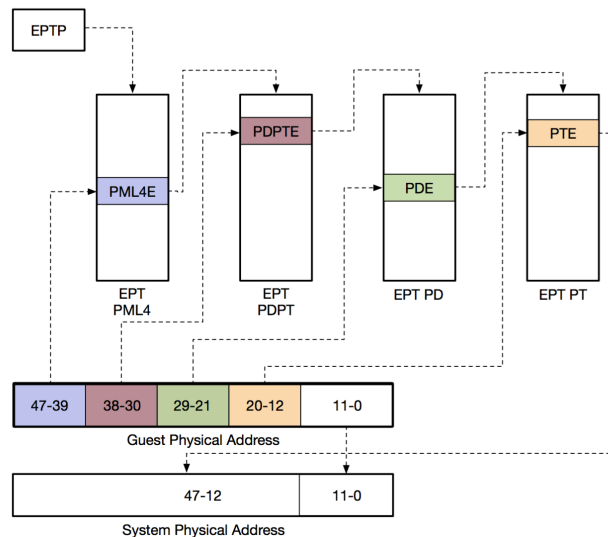 EPTP
PML4E
PDPTE
PDE
PTE
EPT
PML4
EPT
PDPT
EPT PD
EPT PT
47-39
38-30
29-21
20-12
11-0
Guest Physical Address
47-12
11-0
System Physical Address